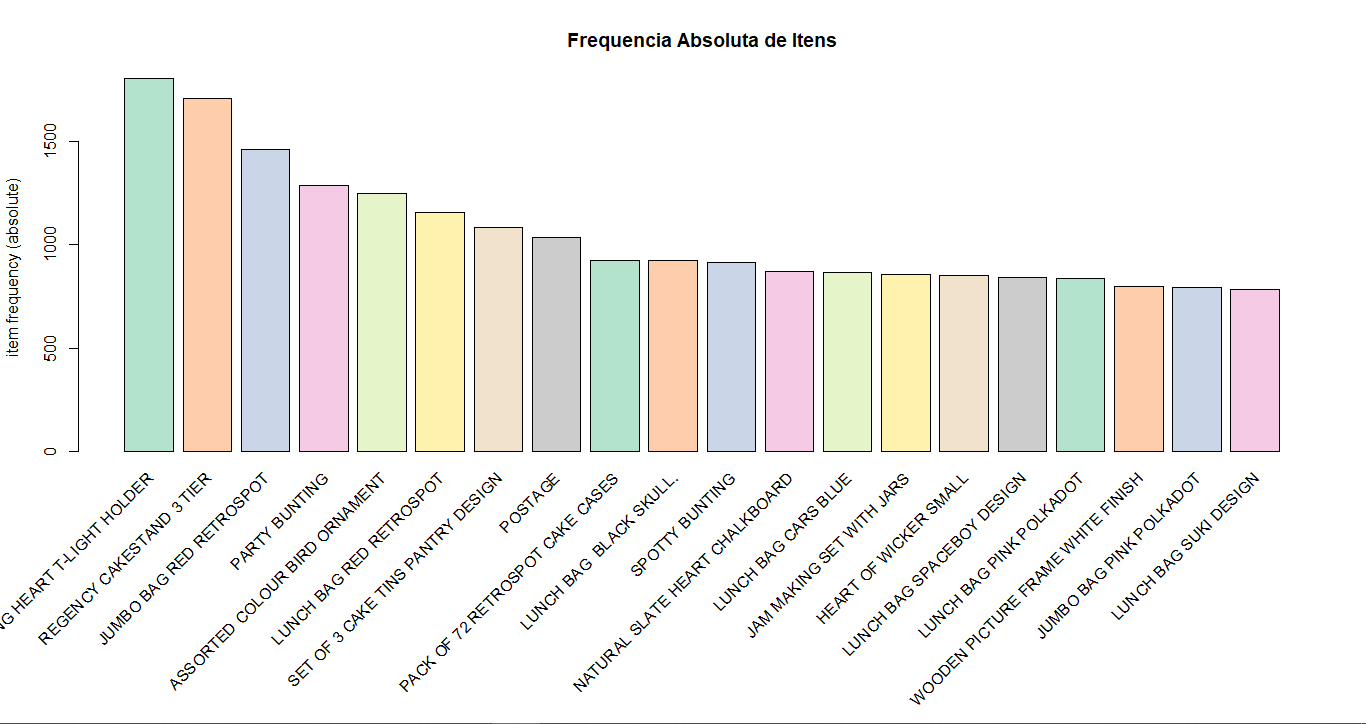 Frequencia Absoluta de Itens
item frequency (absolute)
1500
1000
500
0
HEART T-LIGHT HOLDER
REGENCY CAKESTAND 3 TIER
JUMBO BAG RED RETROSPOT
PARTY BUNTING
ASSORTED COLOUR BIRD ORNAMENT
LUNCH BAG RED RETROSPOT
SET OF 3 CAKE TINS PANTRY DESIGN
POSTAGE
PACK OF 72 RETROSPOT CAKE CASES
LUNCH BAG BLACK SKULL.
SPOTTY BUNTING
NATURAL SLATE HEART CHALKBOARD
LUNCH BAG CARS BLUE
JAM MAKING SET WITH JARS
HEART OF WICKER SMALL
LUNCH BAG SPACEBOY DESIGN
LUNCH BAG PINK POLKADOT
WOODEN PICTURE FRAME WHITE FINISH
JUMBO BAG PINK POLKADOT
LUNCH BAG SUKI DESIGN